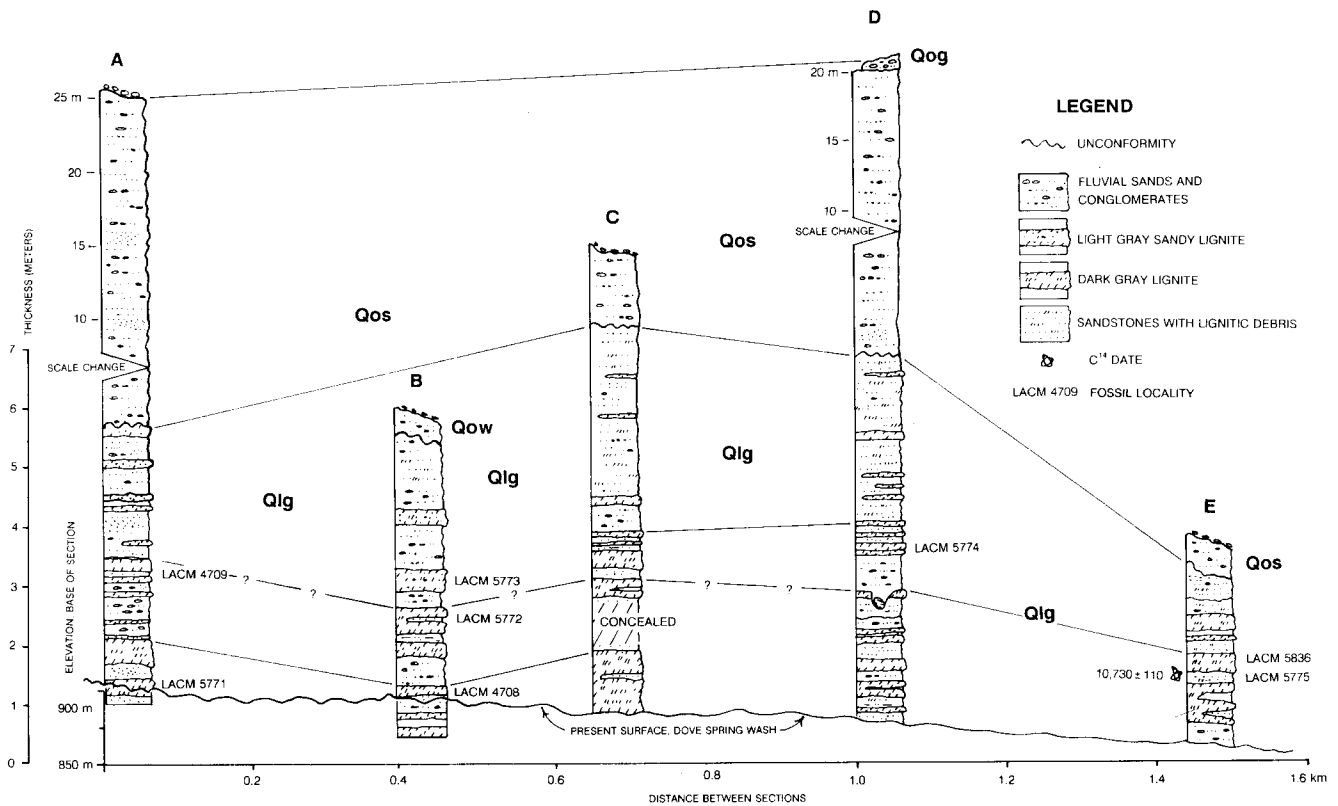 A
B
C
D
E
Qog
Qos
Qos
Qos
Qow
Qlg
Qlg
Qlg
Qlg
25 m
20
15
10
SCALE CHANGE
20 m
15
10
SCALE CHANGE
THICKNESS (METERS)
7
6
5
4
3
2
1
0
ELEVATION, BASE OF SECTION
900 m
850 m
LACM 4709
?
?
?
?
?
LACM 5771
LACM 5773
LACM 5772
LACM 4708
CONCEALED
LACM 5774
10,730 ± 110
LACM 5836
LACM 5775
PRESENT SURFACE, DOVE SPRING WASH
0.2
0.4
0.6
0.8
1.0
1.2
1.4
1.6 km
DISTANCE BETWEEN SECTIONS
LEGEND
UNCONFORMITY
FLUVIAL SANDS AND
CONGLOMERATES
LIGHT GRAY SANDY LIGNITE
DARK GRAY LIGNITE
SANDSTONES WITH LIGNITIC DEBRIS
C¹⁴ DATE
LACM 4709 FOSSIL LOCALITY